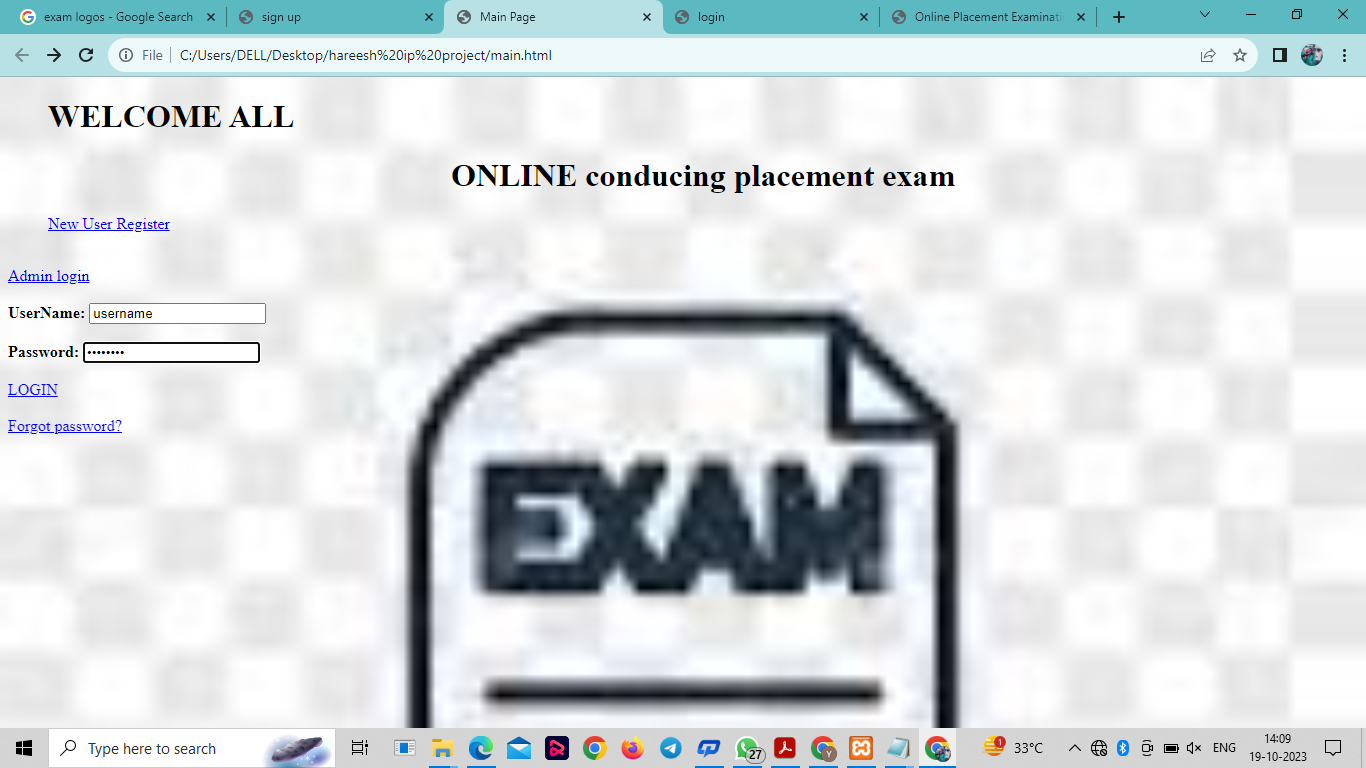 exam logos - Google Search
sign up
Main Page
login
Online Placement Examinati
File
C:/Users/DELL/Desktop/hareesh%20ip%20project/main.html
WELCOME ALL
ONLINE conducing placement exam
New User Register
Admin login
UserName: username
Password: ••••••••
LOGIN
Forgot password?
EXAM
Type here to search
27
Y
1
33°C
ENG
14:09
19-10-2023